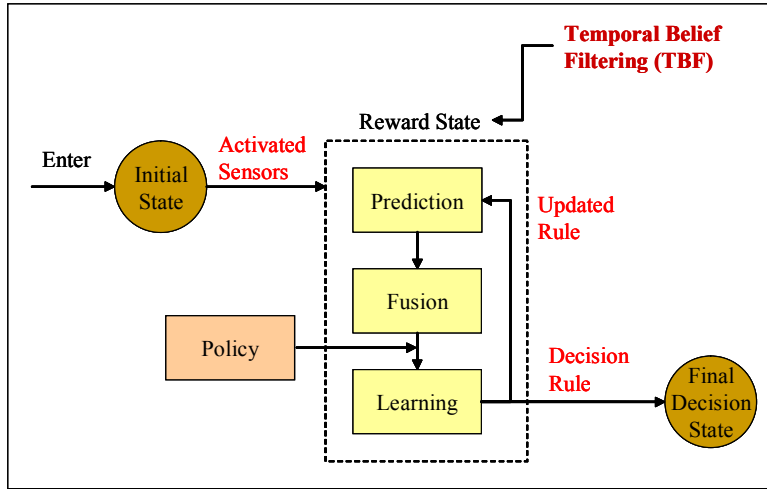 Temporal Belief
Filtering (TBF)
Reward State
Enter
Initial
State
Activated
Sensors
Prediction
Updated
Rule
Fusion
Policy
Learning
Decision
Rule
Final
Decision
State